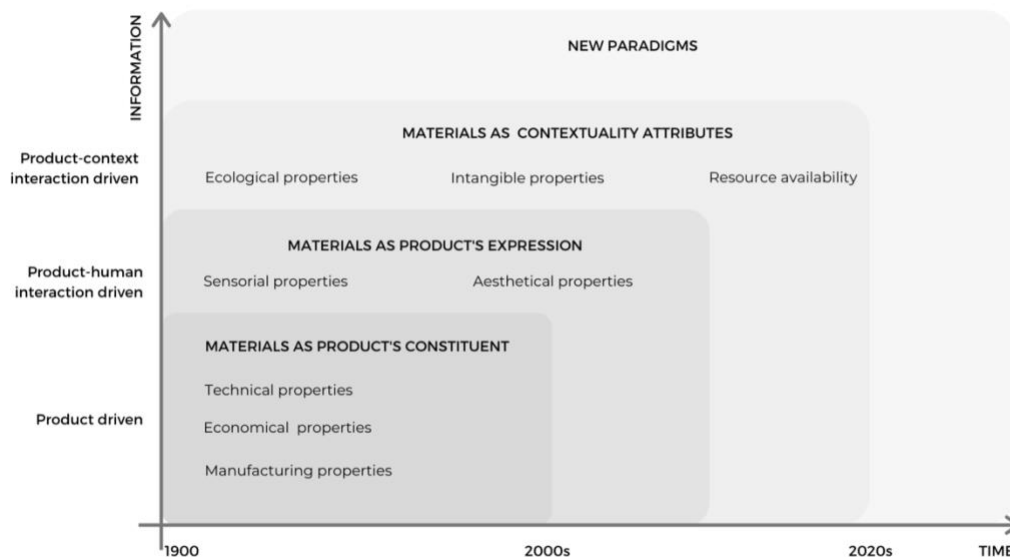 INFORMATION
NEW PARADIGMS
MATERIALS AS CONTEXTUALITY ATTRIBUTES
Product-context
interaction driven
Ecological properties
Intangible properties
Resource availability
MATERIALS AS PRODUCT'S EXPRESSION
Product-human
interaction driven
Sensorial properties
Aesthetical properties
MATERIALS AS PRODUCT'S CONSTITUENT
Technical properties
Product driven
Economical properties
Manufacturing properties
1900
2000s
2020s
TIME